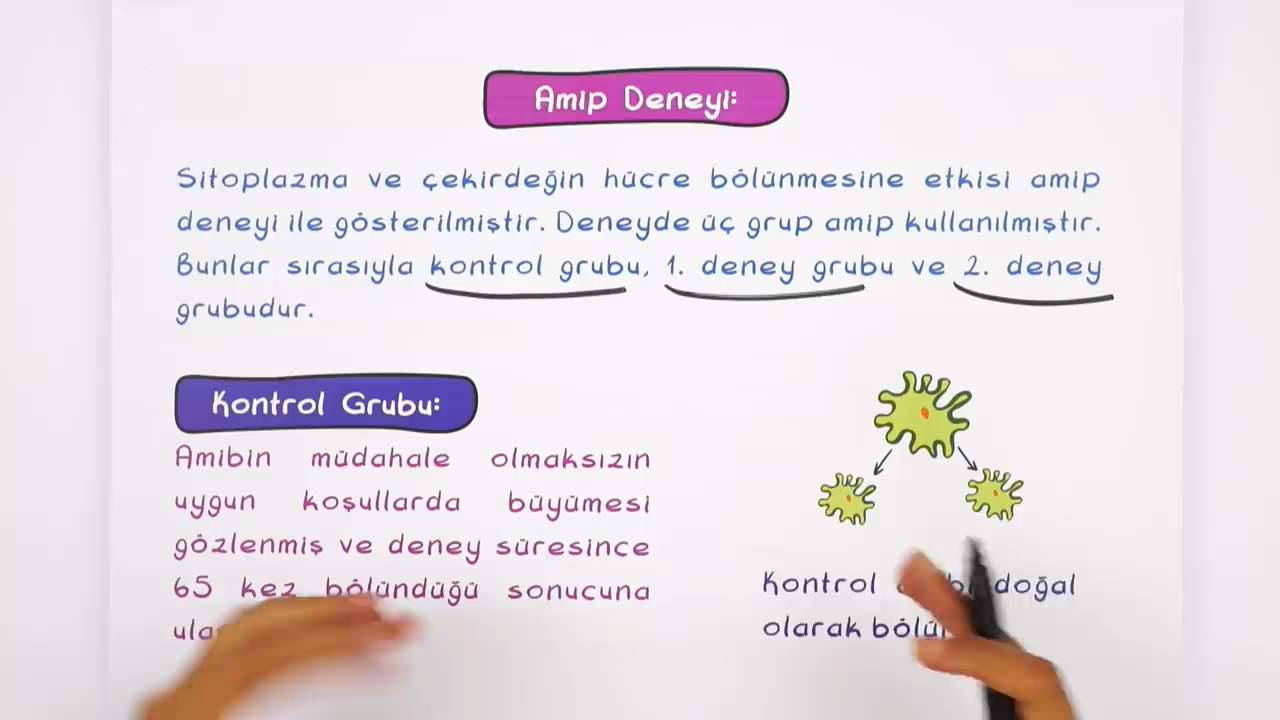 Amip Deneyi:
Sitoplazma ve çekirdeğin hücre bölünmesine etkisi amip
deneyi ile gösterilmiştir. Deneyde üç grup amip kullanılmıştır.
Bunlar sırasıyla kontrol grubu, 1. deney grubu ve 2. deney
grubudur.
Kontrol Grubu:
Amibin müdahale olmaksızın
uygun koşullarda büyümesi
gözlenmiş ve deney süresince
65 kez bölündüğü sonucuna
Kontrol doğal
olarak